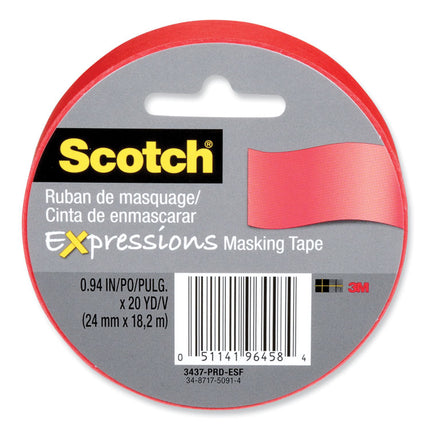 Scotch®
Ruban de masquage/
Cinta de enmascarar
Expressions Masking Tape
0.94 IN/PO/PULG.
x 20 YD/V
(24 mm x 18,2 m)
3M
0 51141 96458 4
3437-PRD-ESF
34-8717-5091-4